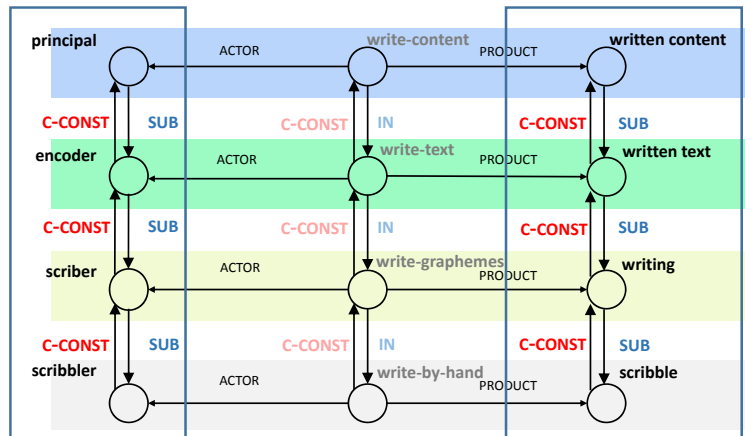 principal write-content written content
ACTOR PRODUCT
C-CONST SUB C-CONST IN C-CONST SUB
encoder write-text written text
ACTOR PRODUCT
C-CONST SUB C-CONST IN C-CONST SUB
scriber write-graphemes writing
ACTOR PRODUCT
C-CONST SUB C-CONST IN C-CONST SUB
scribbler write-by-hand scribble
ACTOR PRODUCT